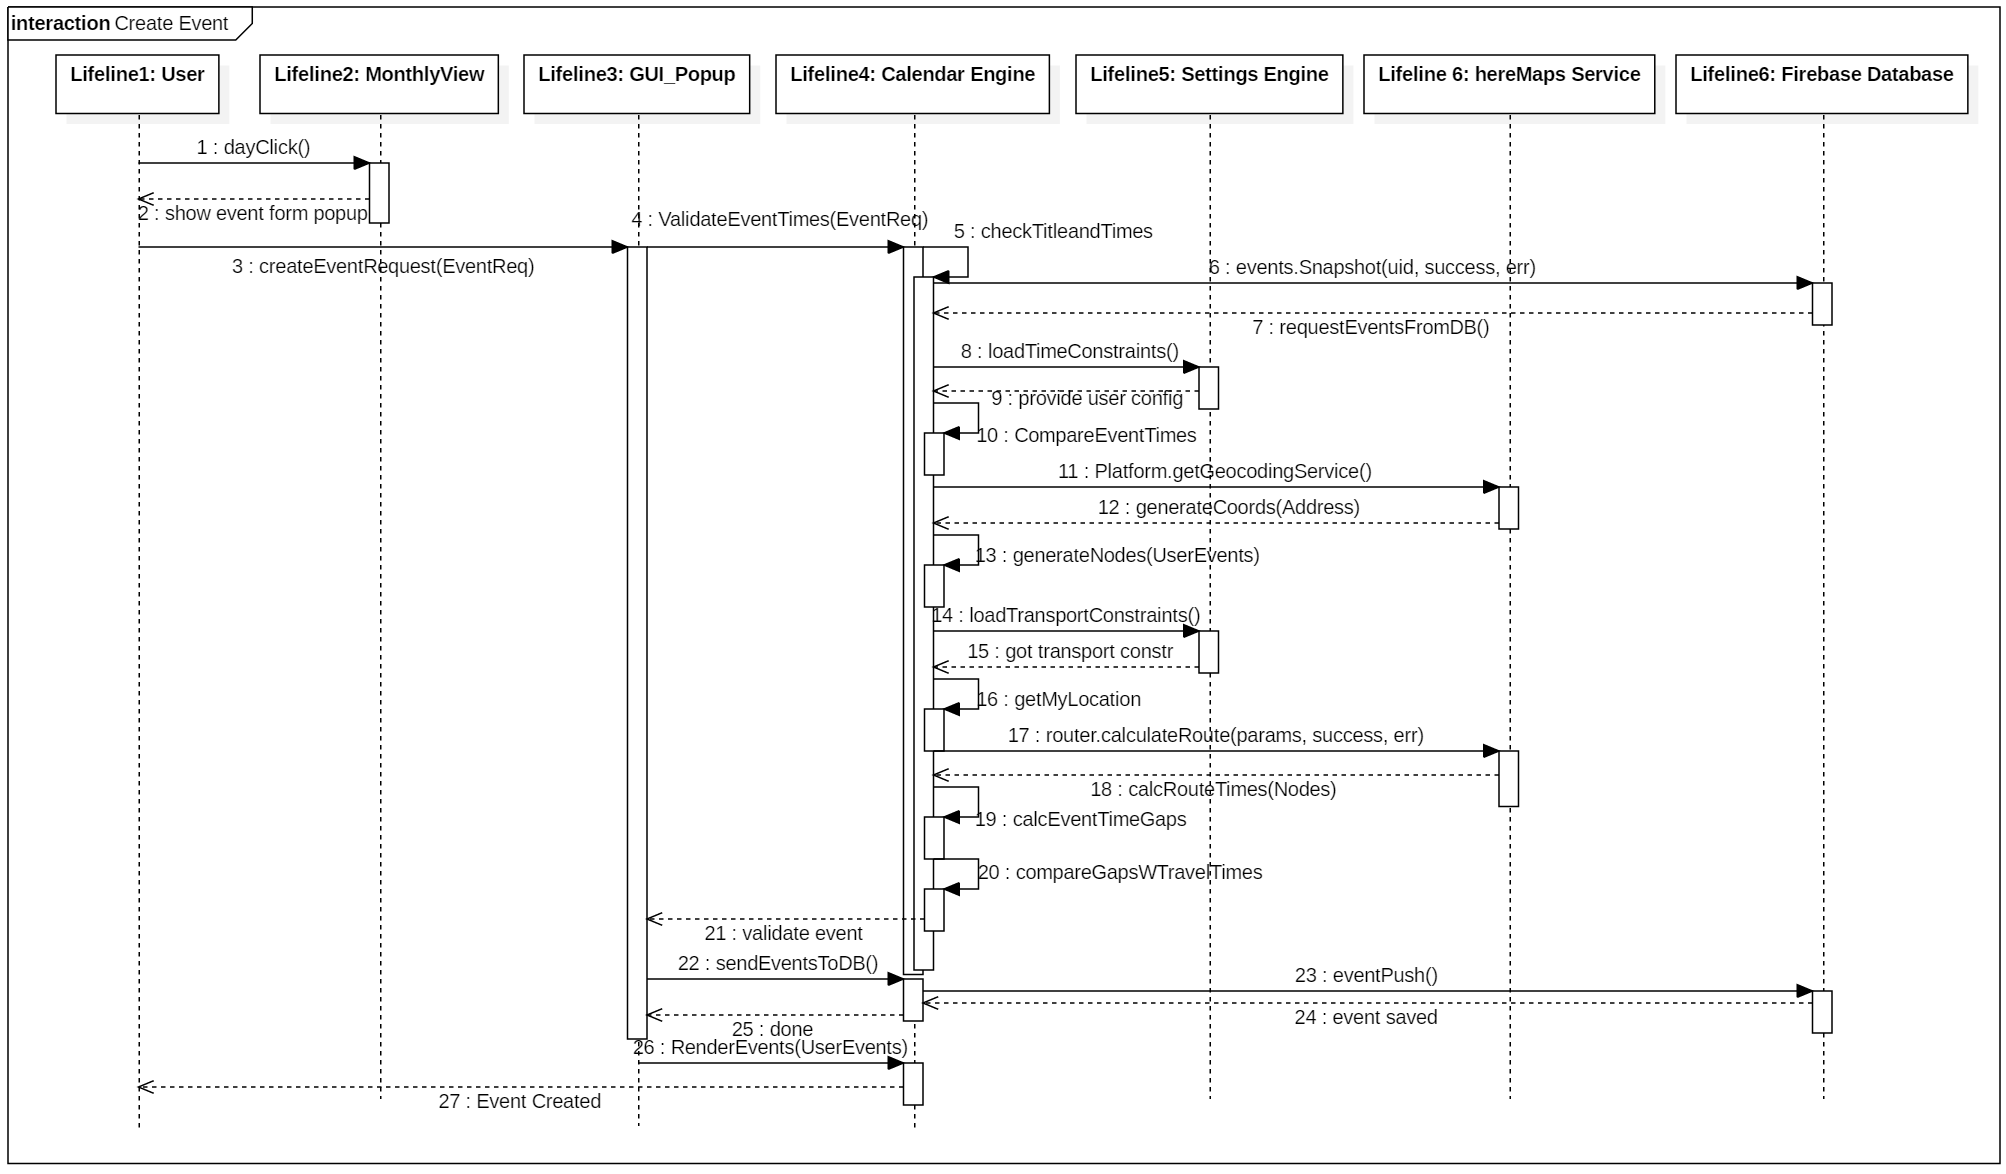 interaction Create Event
Lifeline1: User
Lifeline2: MonthlyView
Lifeline3: GUI_Popup
Lifeline4: Calendar Engine
Lifeline5: Settings Engine
Lifeline 6: hereMaps Service
Lifeline6: Firebase Database
1 : dayClick()
2 : show event form popup
3 : createEventRequest(EventReq)
4 : ValidateEventTimes(EventReq)
5 : checkTitleandTimes
6 : events.Snapshot(uid, success, err)
7 : requestEventsFromDB()
8 : loadTimeConstraints()
9 : provide user config
10 : CompareEventTimes
11 : Platform.getGeocodingService()
12 : generateCoords(Address)
13 : generateNodes(UserEvents)
14 : loadTransportConstraints()
15 : got transport constr
16 : getMyLocation
17 : router.calculateRoute(params, success, err)
18 : calcRouteTimes(Nodes)
19 : calcEventTimeGaps
20 : compareGapsWTravelTimes
21 : validate event
22 : sendEventsToDB()
23 : eventPush()
24 : event saved
25 : done
26 : RenderEvents(UserEvents)
27 : Event Created